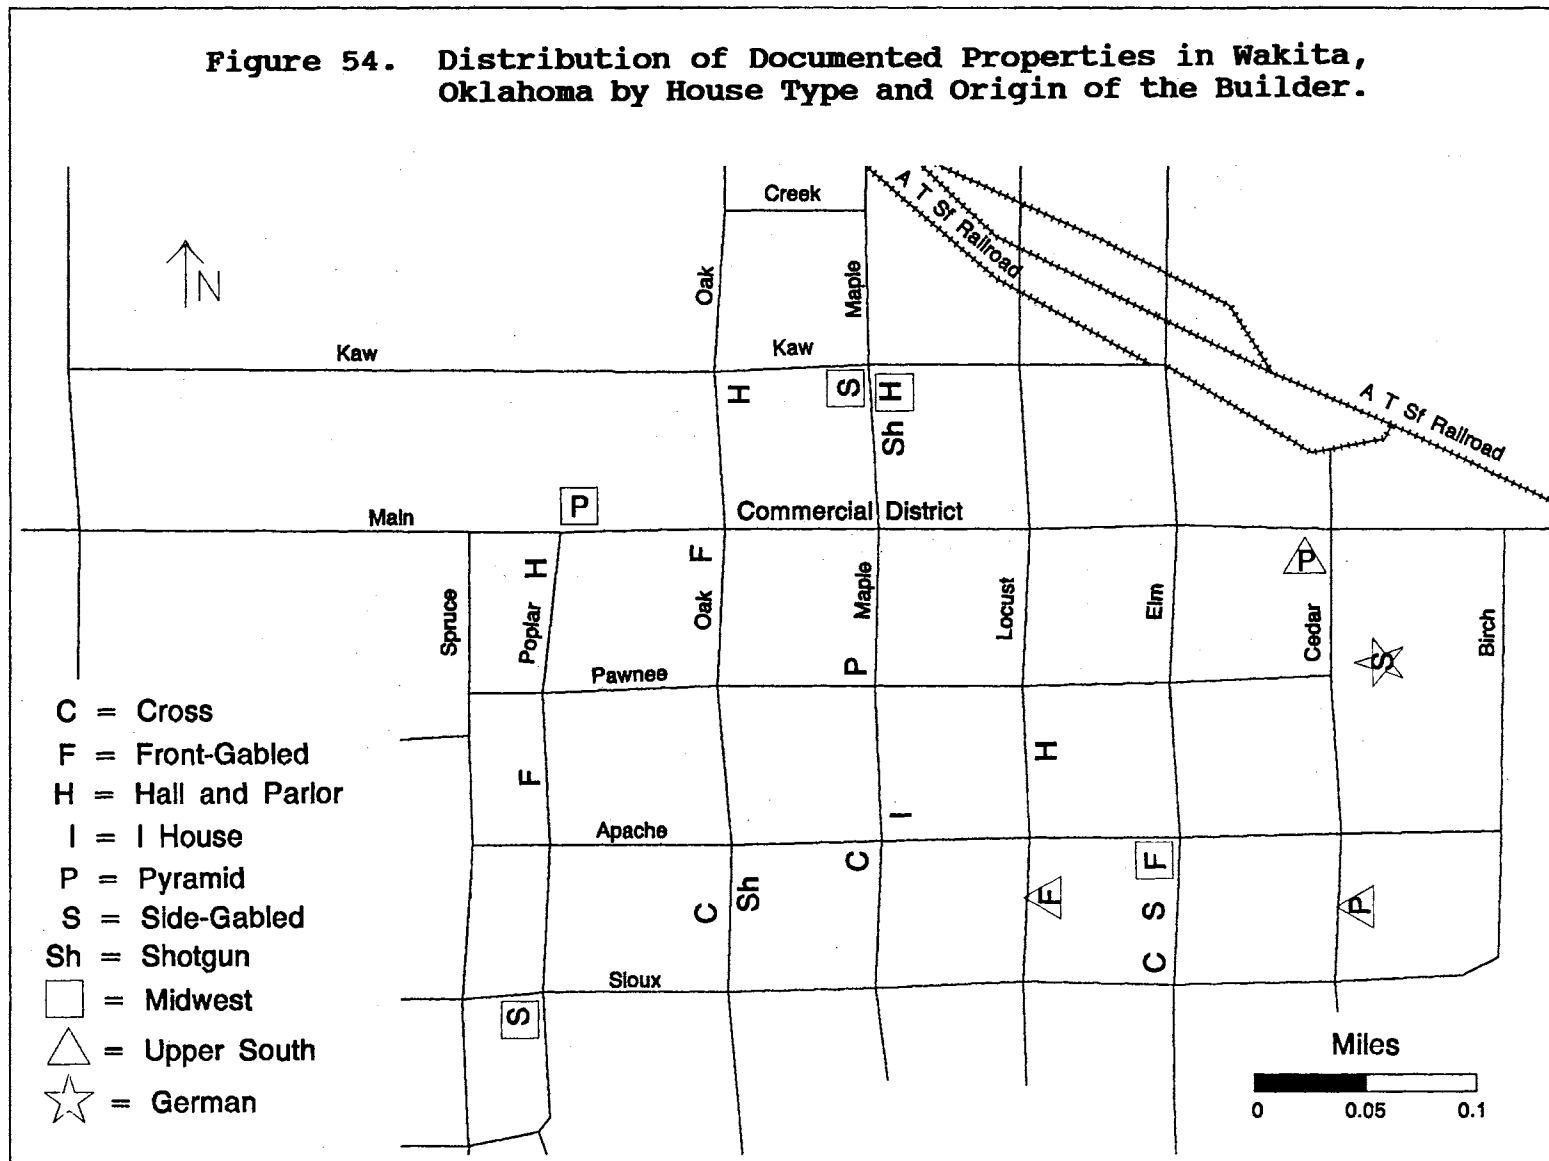 Figure 54. Distribution of Documented Properties in Wakita,
Oklahoma by House Type and Origin of the Builder.
Creek
A T Sf Railroad
N
Oak
Maple
Kaw
Kaw
H
S
H
Sh
A T Sf Railroad
P
Main
Commercial District
H
F
P
Spruce
Poplar
Oak
Maple
Locust
Elm
Cedar
Birch
S
P
Pawnee
C = Cross
F = Front-Gabled
H = Hall and Parlor
I = I House
P = Pyramid
S = Side-Gabled
Sh = Shotgun
= Midwest
= Upper South
= German
H
F
I
Apache
C
F
Sh
C
F
S
P
C
Sioux
S
Miles
0 0.05 0.1